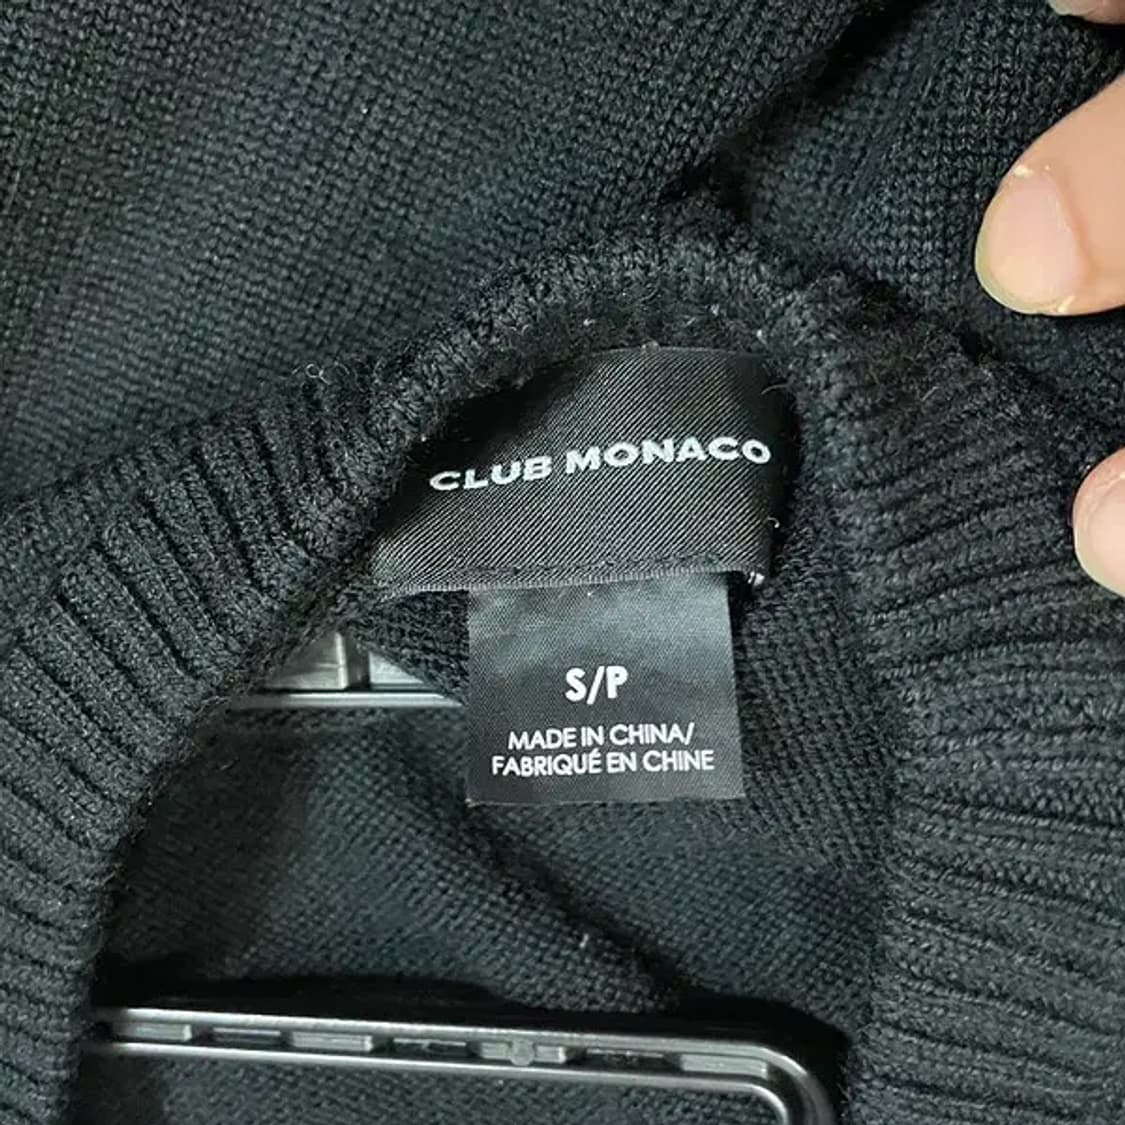 CLUB MONACO
S/P
MADE IN CHINA/
FABRIQUÉ EN CHINE